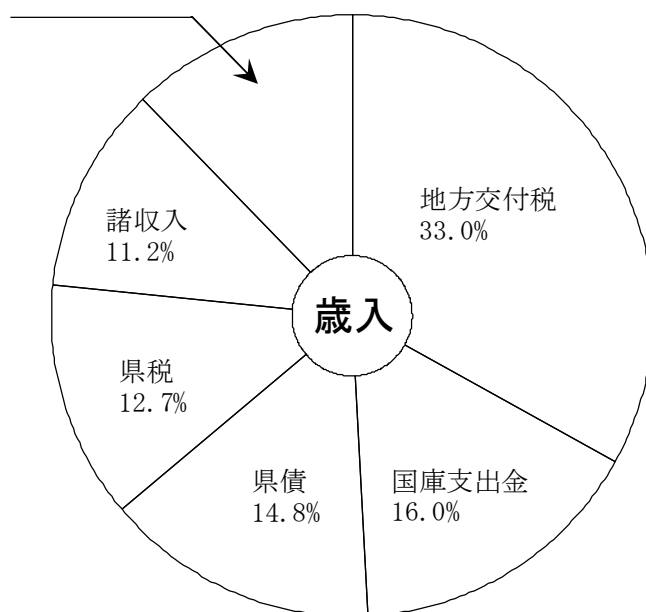 地方交付税
33.0%
諸収入
11.2%
歳入
県税
12.7%
県債
14.8%
国庫支出金
16.0%